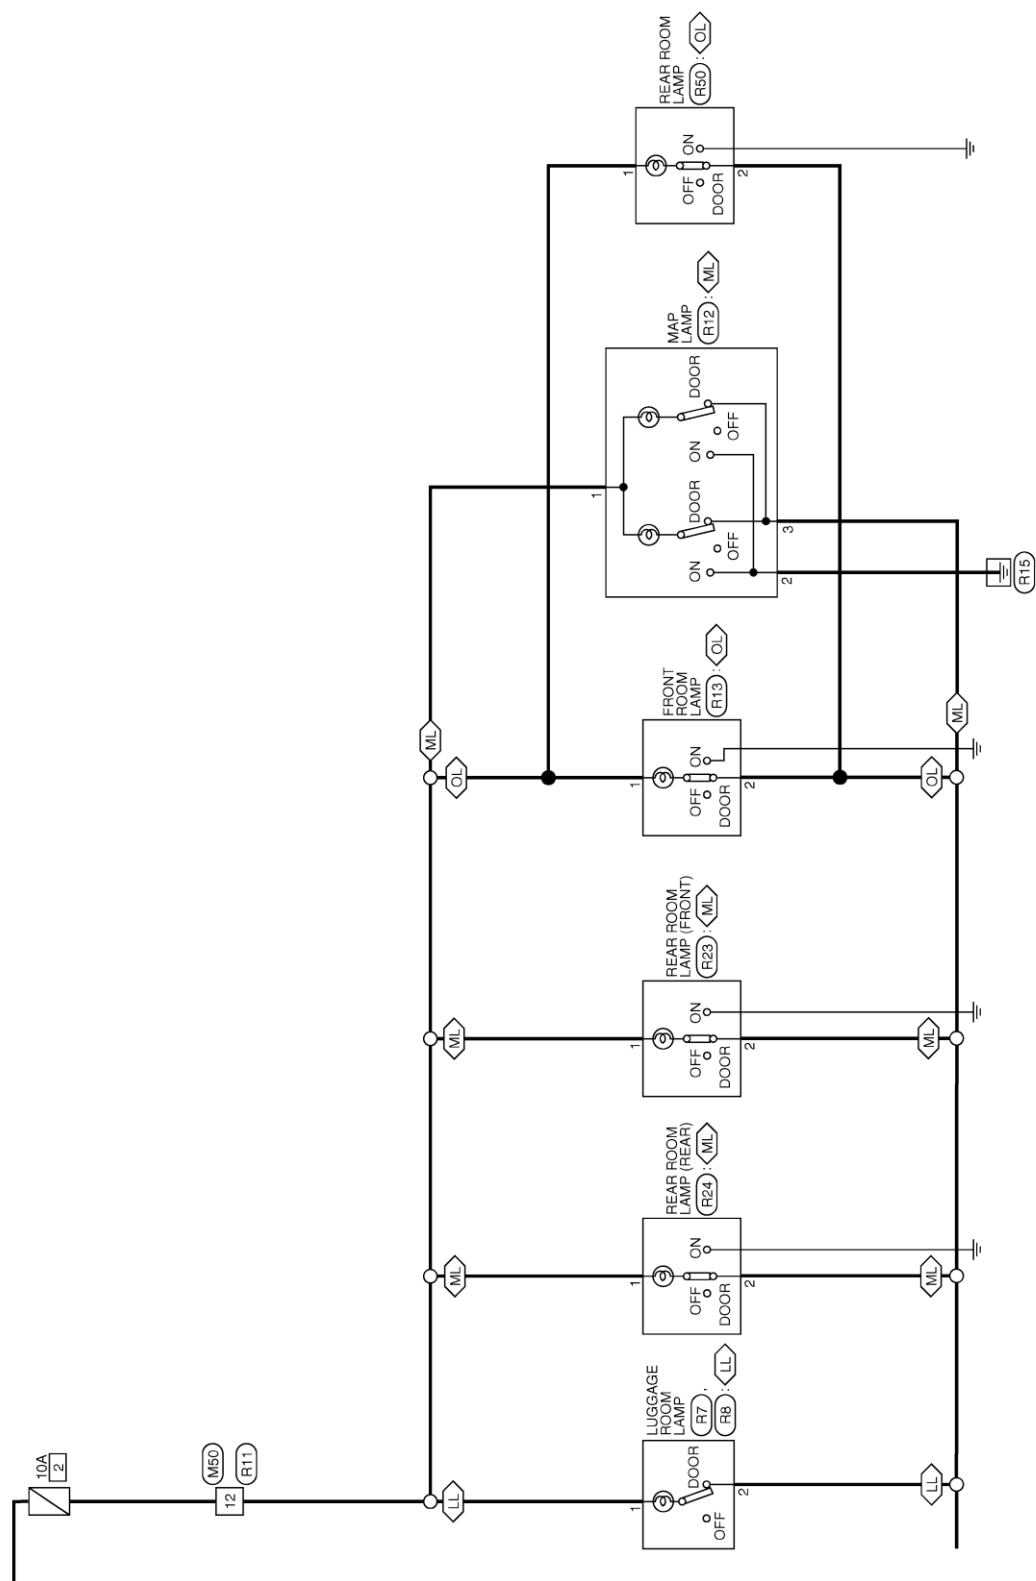 10A
2
M50
12
R11
LL
1
LUGGAGE
ROOM
LAMP
R7 ,
R8 : LL
DOOR
OFF
2
LL
ML
1
REAR ROOM
LAMP (REAR)
R24 : ML
ON
OFF
DOOR
2
ML
ML
1
REAR ROOM
LAMP (FRONT)
R23 : ML
ON
OFF
DOOR
2
ML
ML
OL
1
FRONT
ROOM
LAMP
R13 : OL
ON
OFF
DOOR
2
OL
ML
1
MAP
LAMP
R12 : ML
ON
OFF
DOOR
ON
OFF
DOOR
2
3
R15
1
REAR ROOM
LAMP
R50 : OL
ON
OFF
DOOR
2